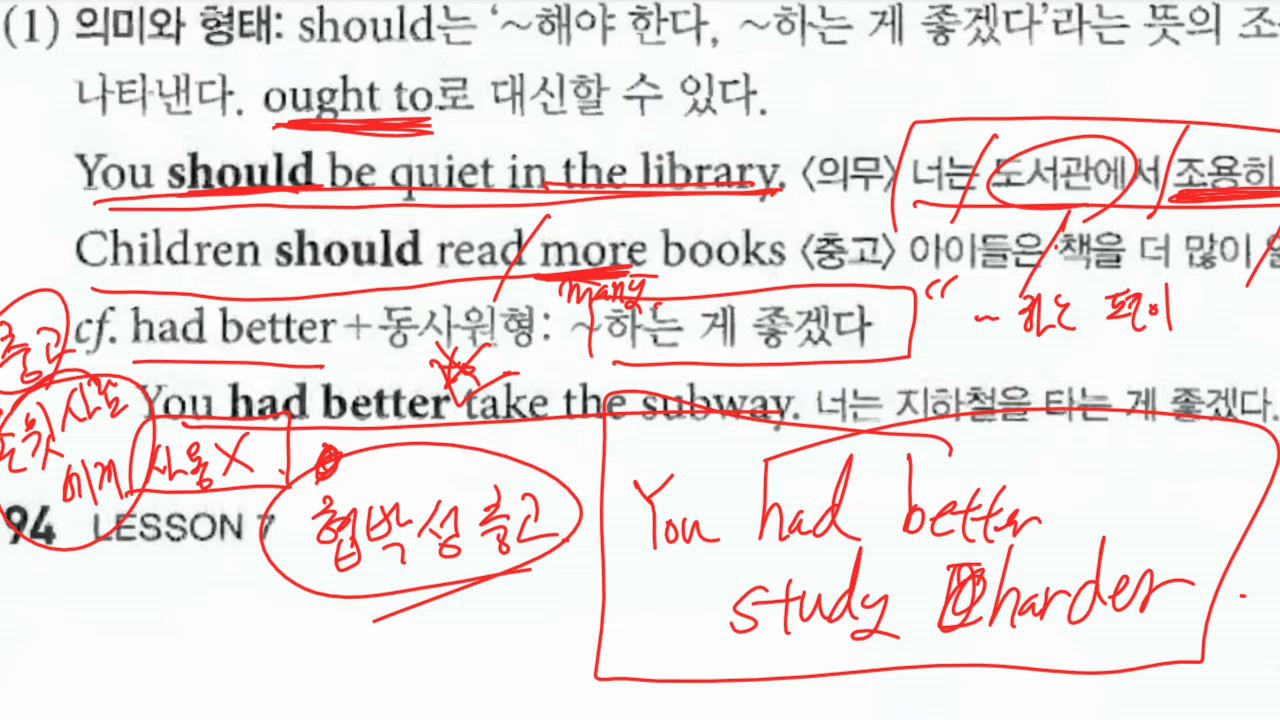 (1) 의미와 형태: should는 '~해야 한다, ~하는 게 좋겠다'라는 뜻의 조
나타낸다. ought to로 대신할 수 있다.
You should be quiet in the library. <의무> 너는 도서관에서 조용히
Children should read more books <충고> 아이들은 책을 더 많이
many
cf. had better+동사원형: ~하는 게 좋겠다
충고
You had better take the subway. 너는 지하철을 타는 게 좋겠다.
사람
에게 사용 X
협박성 충고
You had better
study harder.
94 LESSON 7